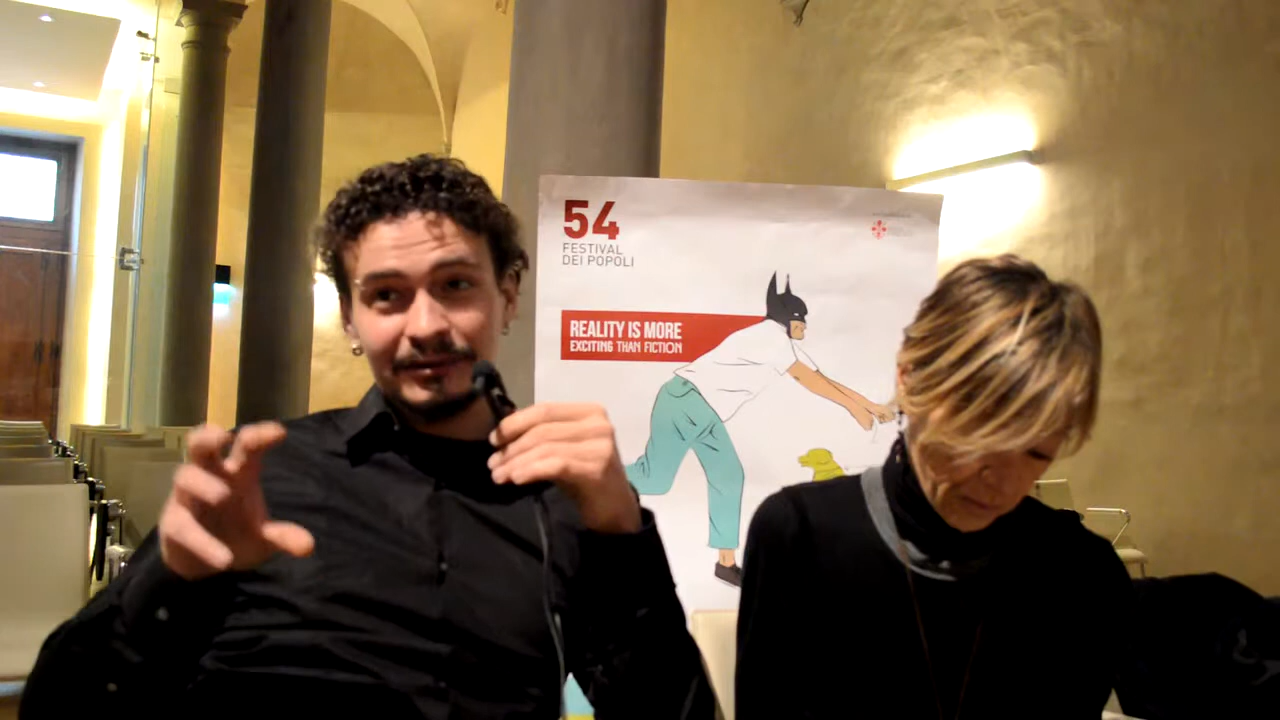 54
FESTIVAL
DEI POPOLI
REALITY IS MORE
EXCITING THAN FICTION